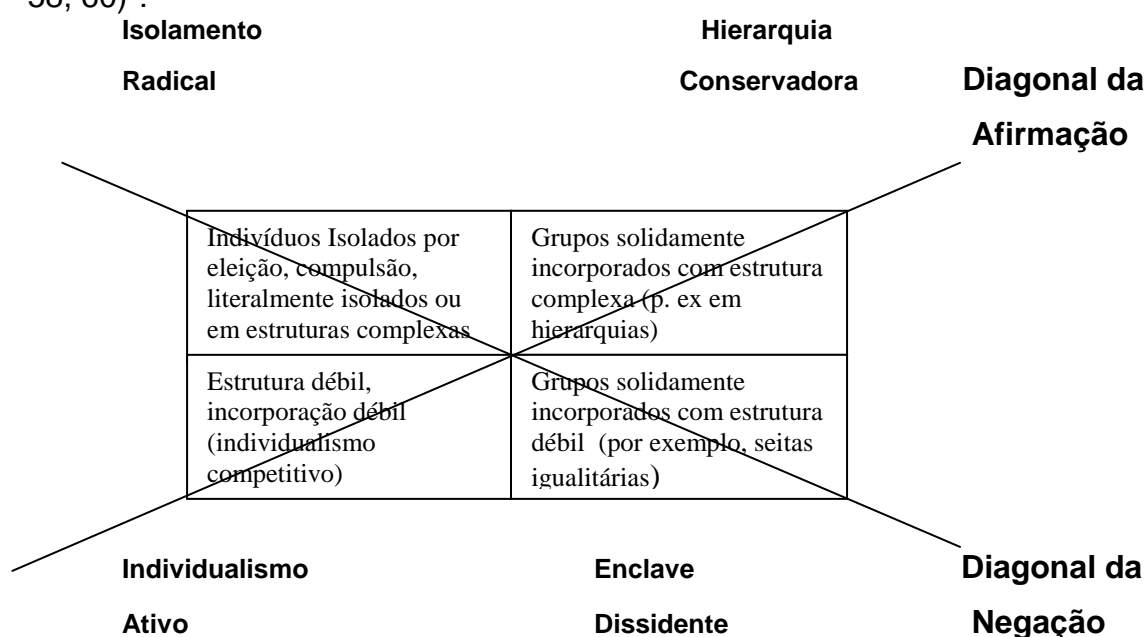 58, 60)".
Isolamento Hierarquia
Radical Conservadora Diagonal da
Afirmação
Indivíduos Isolados por
eleição, compulsão,
literalmente isolados ou
em estruturas complexas
Grupos solidamente
incorporados com estrutura
complexa (p. ex em
hierarquias)
Estrutura débil,
incorporação débil
(individualismo
competitivo)
Grupos solidamente
incorporados com estrutura
débil (por exemplo, seitas
igualitárias)
Individualismo Enclave Diagonal da
Ativo Dissidente Negação